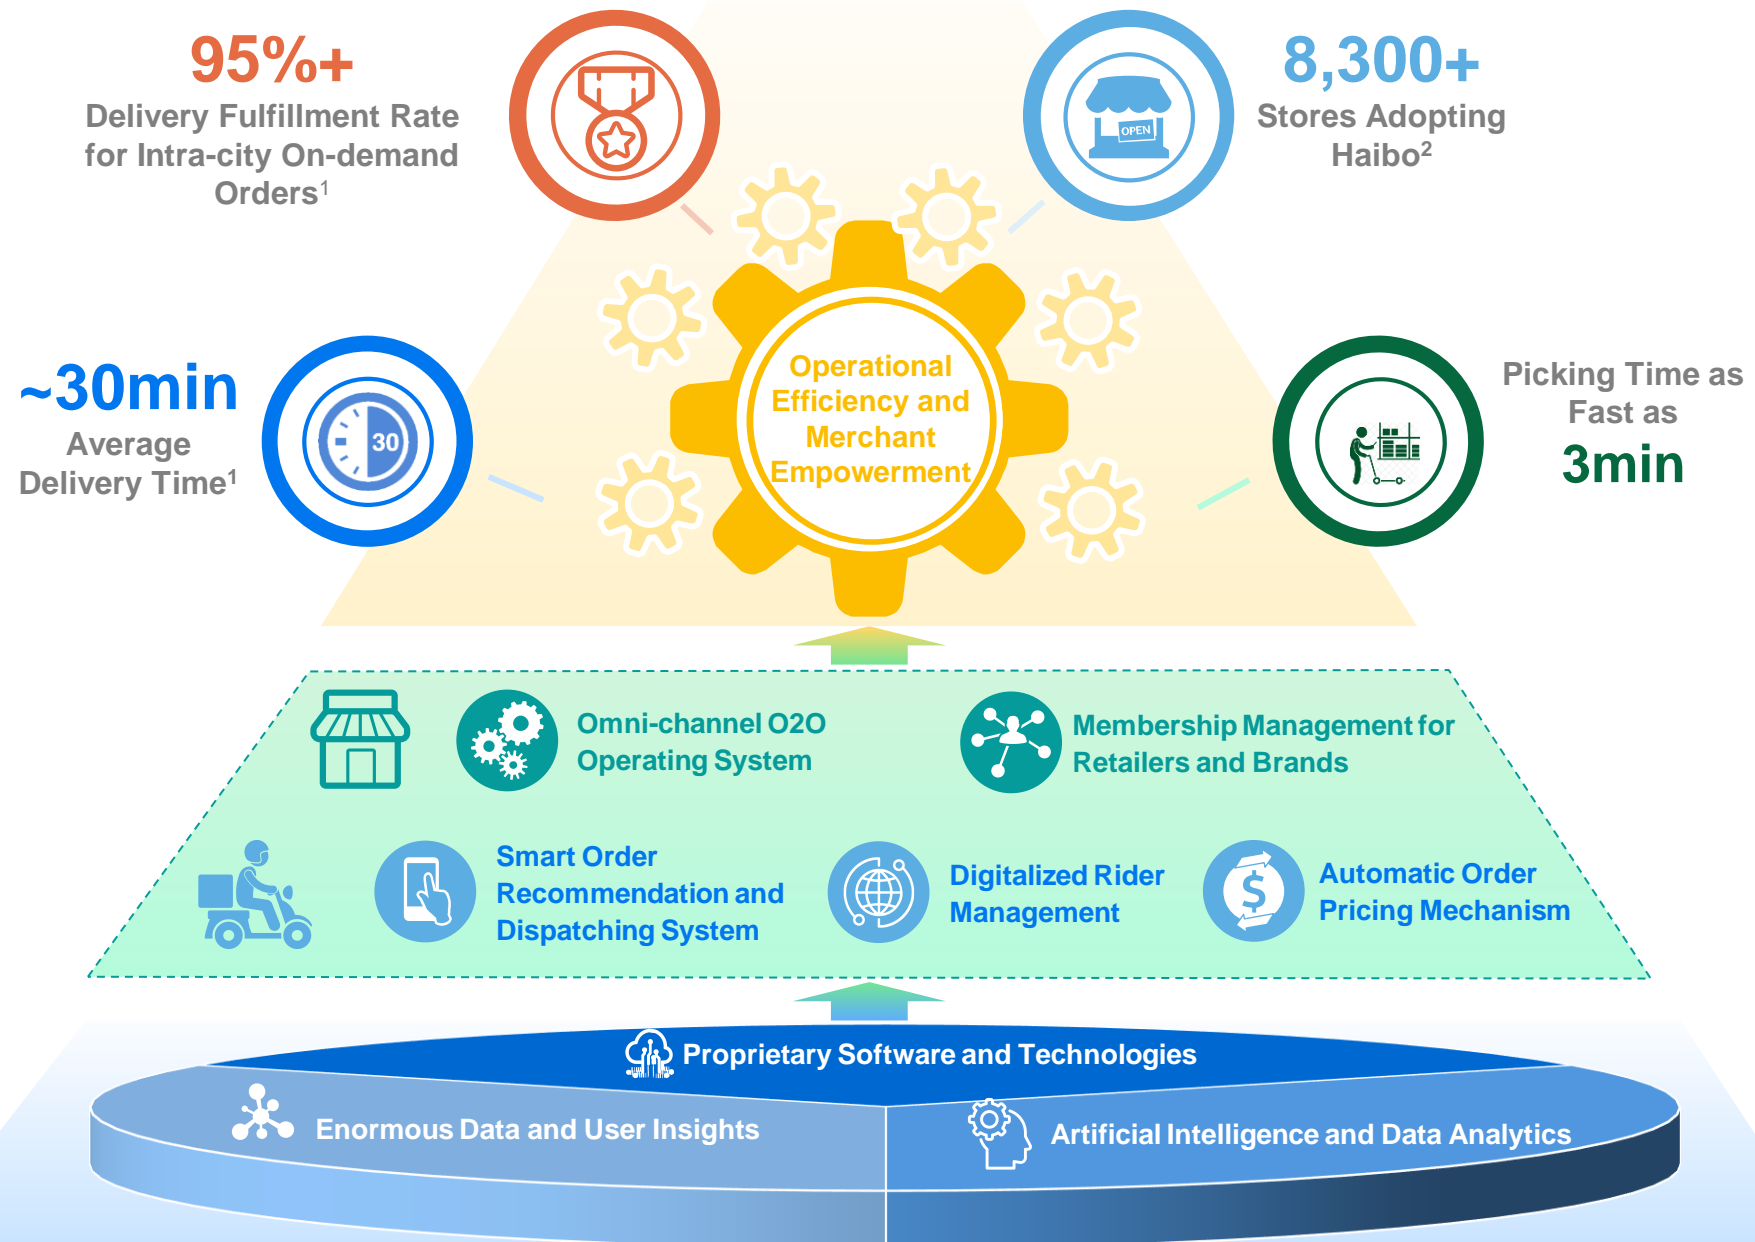 95%+
Delivery Fulfillment Rate
for Intra-city On-demand
Orders¹
8,300+
Stores Adopting
Haibo²
OPEN
~30min
Average
Delivery Time¹
30
Operational
Efficiency and
Merchant
Empowerment
Picking Time as
Fast as
3min
Omni-channel O2O
Operating System
Membership Management for
Retailers and Brands
Smart Order
Recommendation and
Dispatching System
Digitalized Rider
Management
$
Automatic Order
Pricing Mechanism
Proprietary Software and Technologies
Enormous Data and User Insights
Artificial Intelligence and Data Analytics